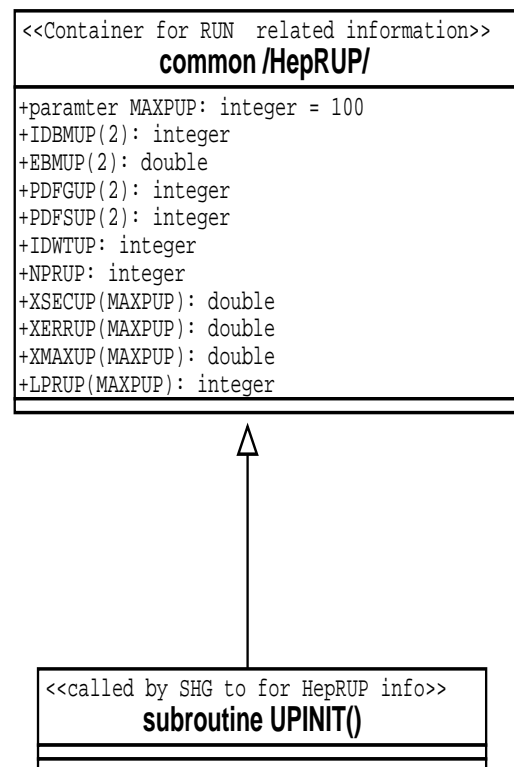 <<Container for RUN  related information>>
common /HepRUP/
+paramter MAXPUP: integer = 100
+IDBMUP(2): integer
+EBMUP(2): double
+PDFGUP(2): integer
+PDFSUP(2): integer
+IDWTUP: integer
+NPRUP: integer
+XSECUP(MAXPUP): double
+XERRUP(MAXPUP): double
+XMAXUP(MAXPUP): double
+LPRUP(MAXPUP): integer
<<called by SHG to for HepRUP info>>
subroutine UPINIT()